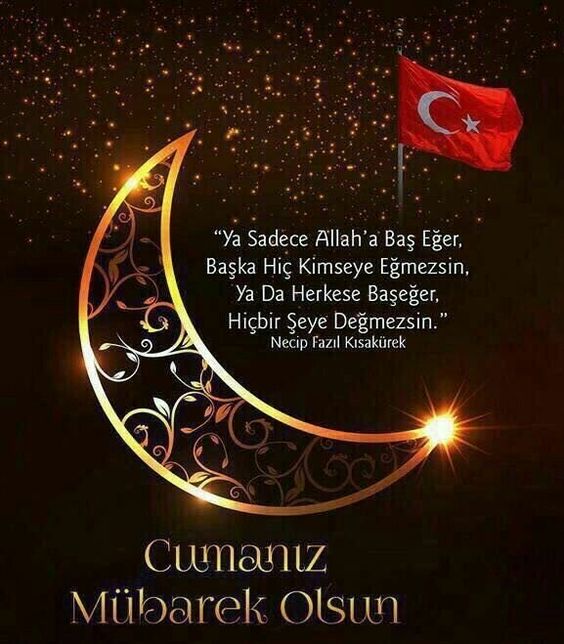 “Ya Sadece Allah’a Baş Eğer,
Başka Hiç Kimseye Eğmezsin,
Ya Da Herkese Başeğer,
Hiçbir Şeye Değmezsin.”
Necip Fazıl Kısakürek
Cumanız
Mübarek Olsun